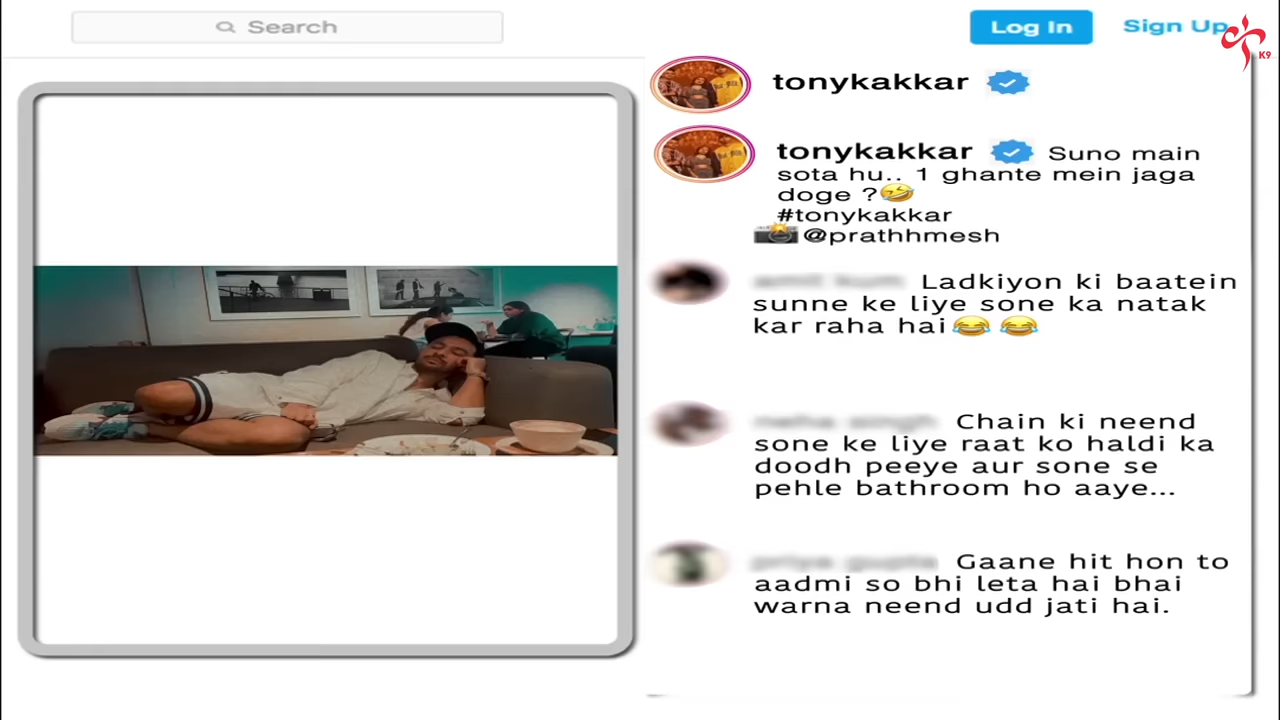 Search
Log In
Sign Up
K9
tonykakkar
tonykakkar Suno main
sota hu.. 1 ghante mein jaga
doge ?🤣
#tonykakkar
📸@prathhmesh
Ladkiyon ki baatein
sunne ke liye sone ka natak
kar raha hai😂 😂
Chain ki neend
sone ke liye raat ko haldi ka
doodh peeye aur sone se
pehle bathroom ho aaye...
Gaane hit hon to
aadmi so bhi leta hai bhai
warna neend udd jati hai.